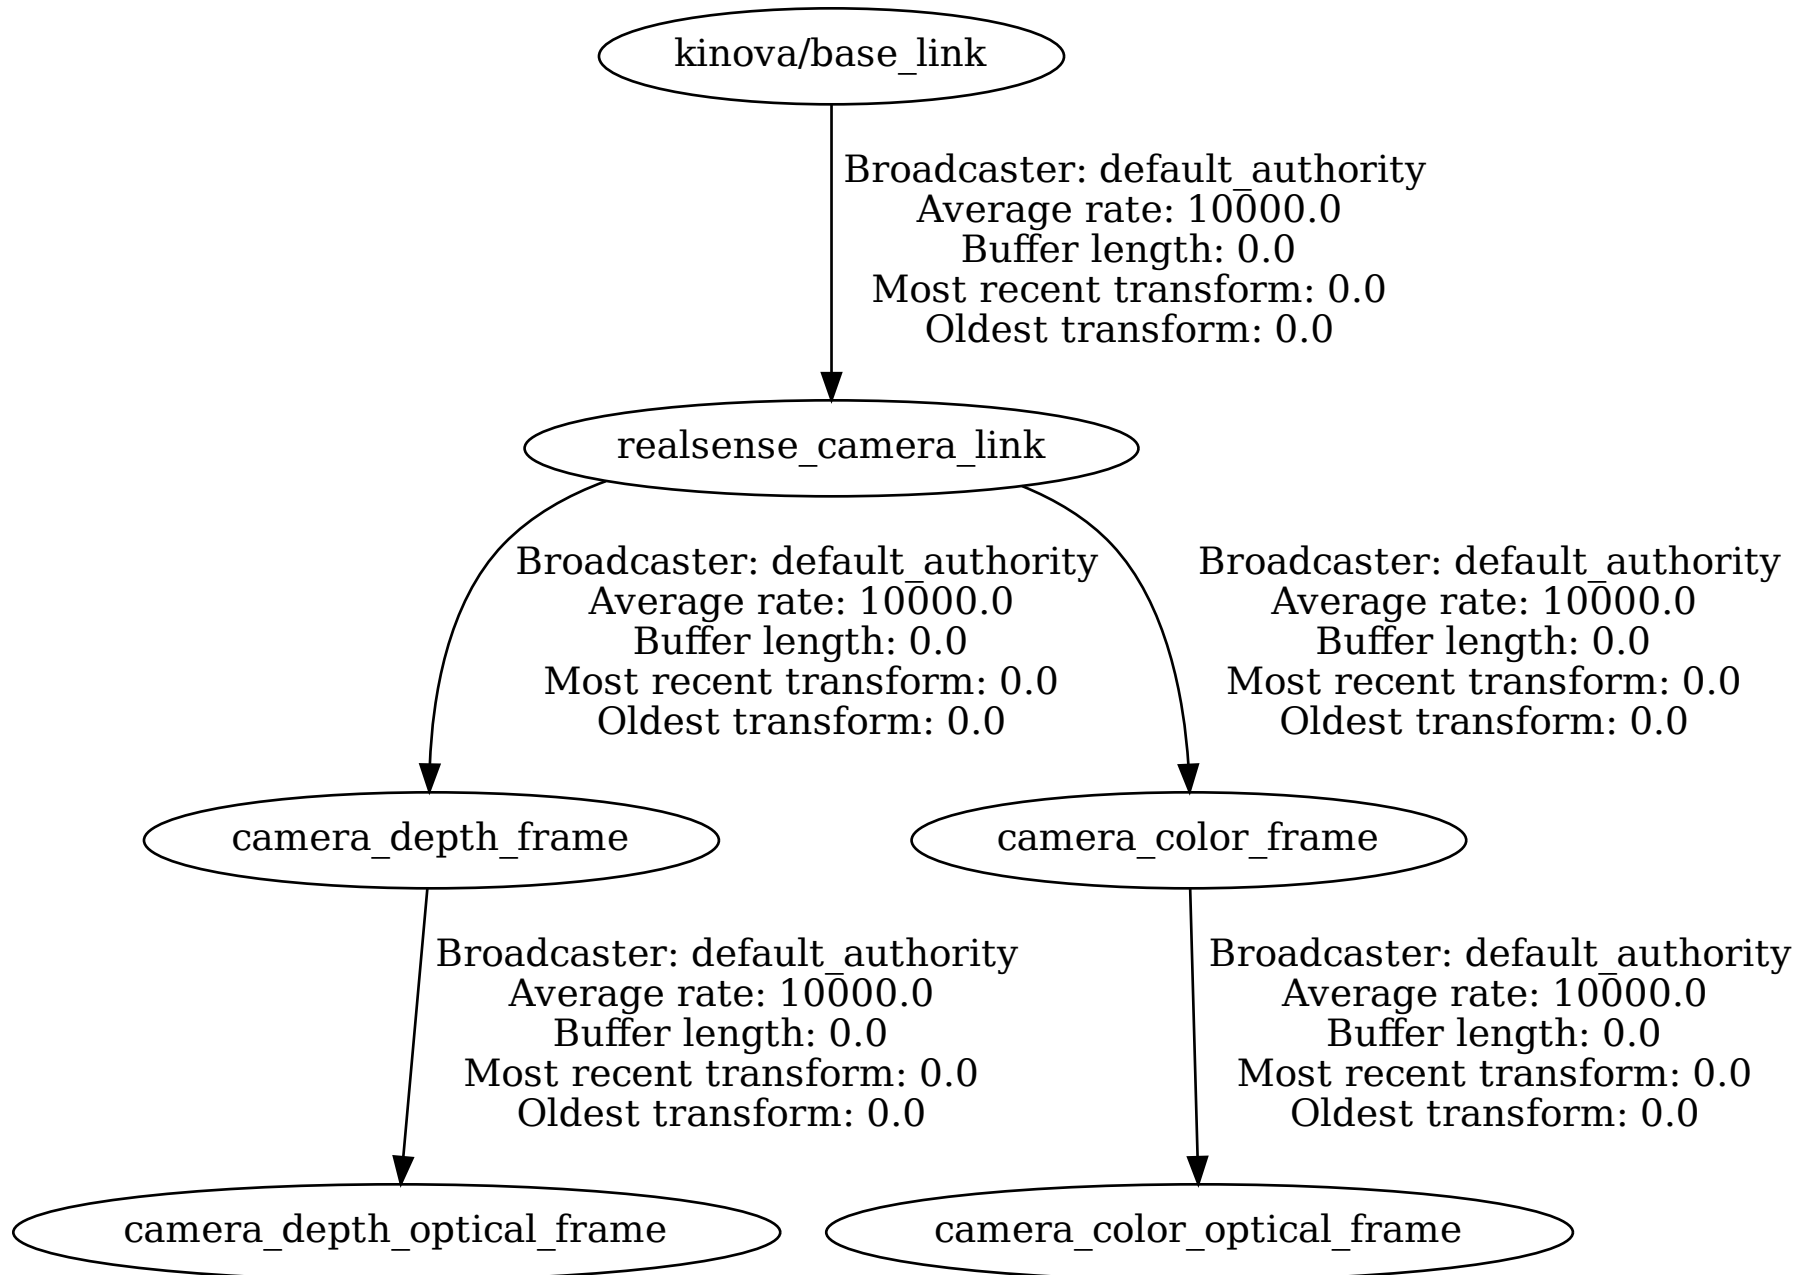 kinova/base_link
Broadcaster: default_authority
Average rate: 10000.0
Buffer length: 0.0
Most recent transform: 0.0
Oldest transform: 0.0
realsense_camera_link
Broadcaster: default_authority
Average rate: 10000.0
Buffer length: 0.0
Most recent transform: 0.0
Oldest transform: 0.0
Broadcaster: default_authority
Average rate: 10000.0
Buffer length: 0.0
Most recent transform: 0.0
Oldest transform: 0.0
camera_depth_frame
camera_color_frame
Broadcaster: default_authority
Average rate: 10000.0
Buffer length: 0.0
Most recent transform: 0.0
Oldest transform: 0.0
Broadcaster: default_authority
Average rate: 10000.0
Buffer length: 0.0
Most recent transform: 0.0
Oldest transform: 0.0
camera_depth_optical_frame
camera_color_optical_frame